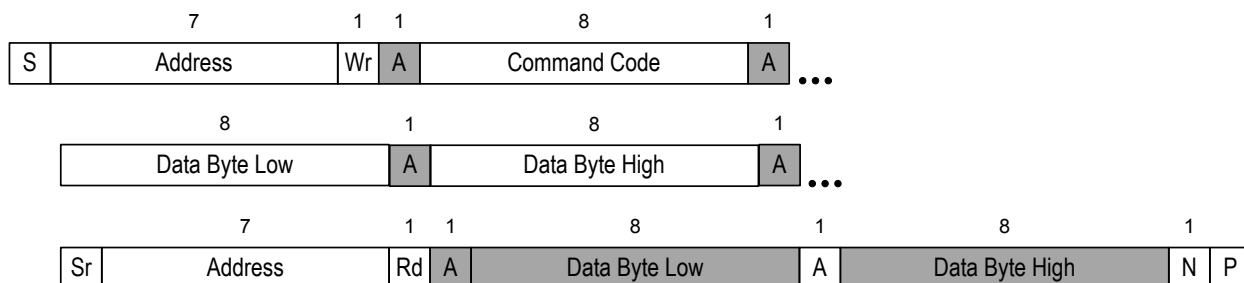 7 1 1 8 1
S Address Wr A Command Code A ...
8 1 8 1
Data Byte Low A Data Byte High A ...
7 1 1 8 1 8 1
Sr Address Rd A Data Byte Low A Data Byte High N P